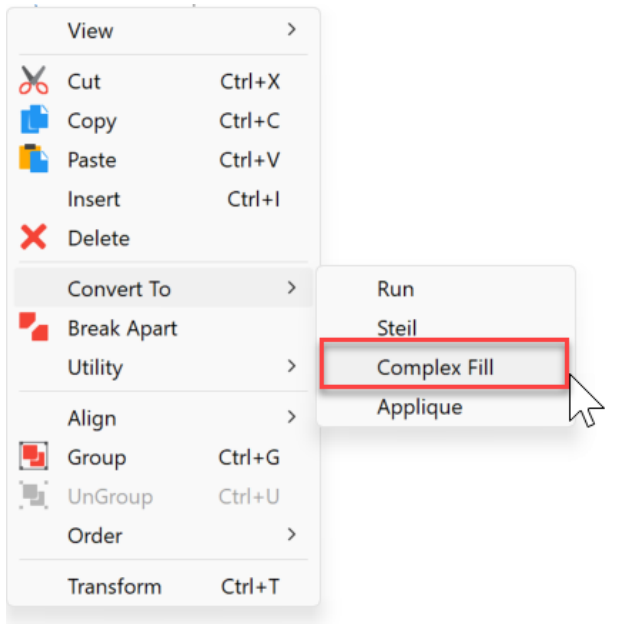 View
Cut Ctrl+X
Copy Ctrl+C
Paste Ctrl+V
Insert Ctrl+I
Delete
Convert To
Break Apart
Utility
Align
Group Ctrl+G
UnGroup Ctrl+U
Order
Transform Ctrl+T
Run
Steil
Complex Fill
Applique